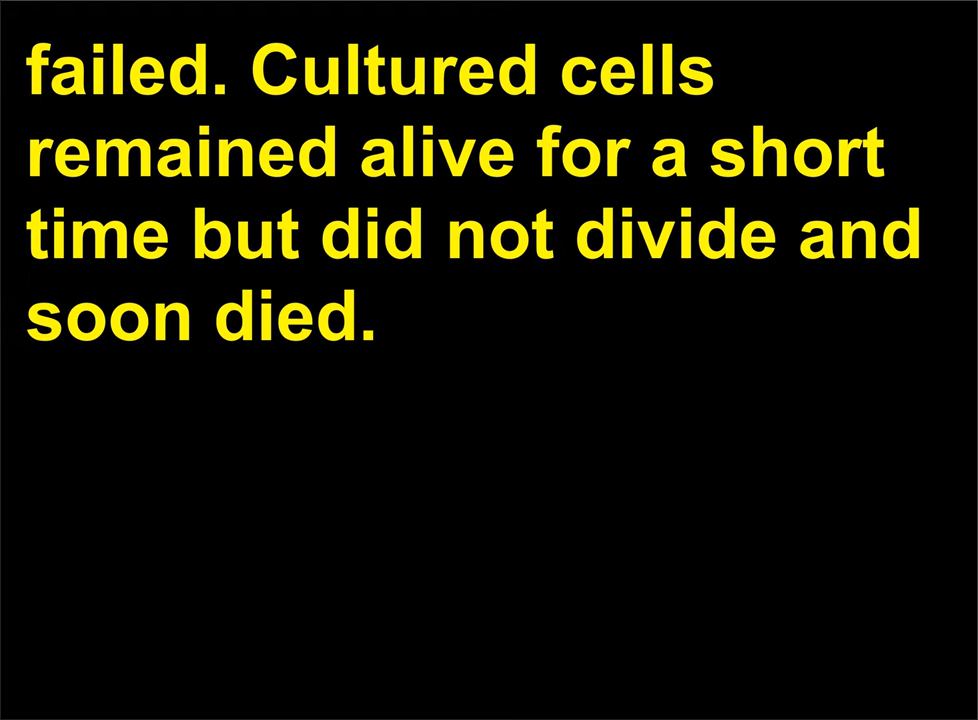 failed. Cultured cells
remained alive for a short
time but did not divide and
soon died.